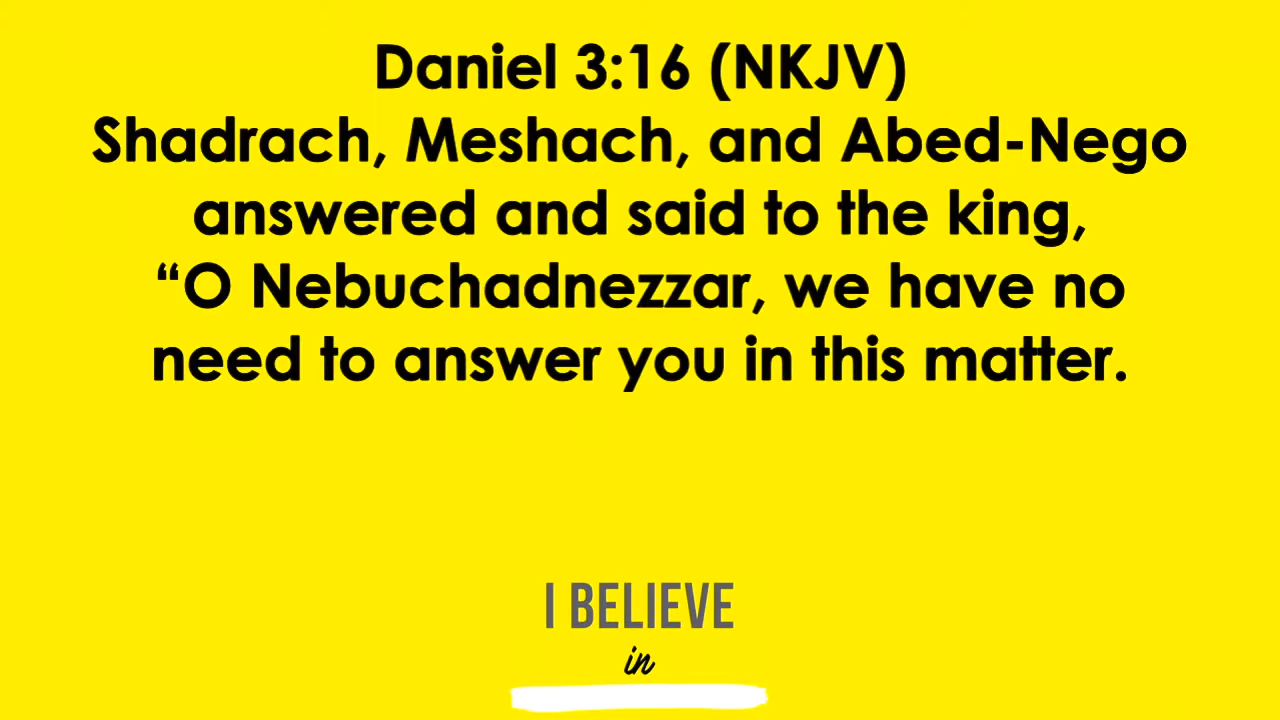 Daniel 3:16 (NKJV)
Shadrach, Meshach, and Abed-Nego
answered and said to the king,
“O Nebuchadnezzar, we have no
need to answer you in this matter.
I BELIEVE
in